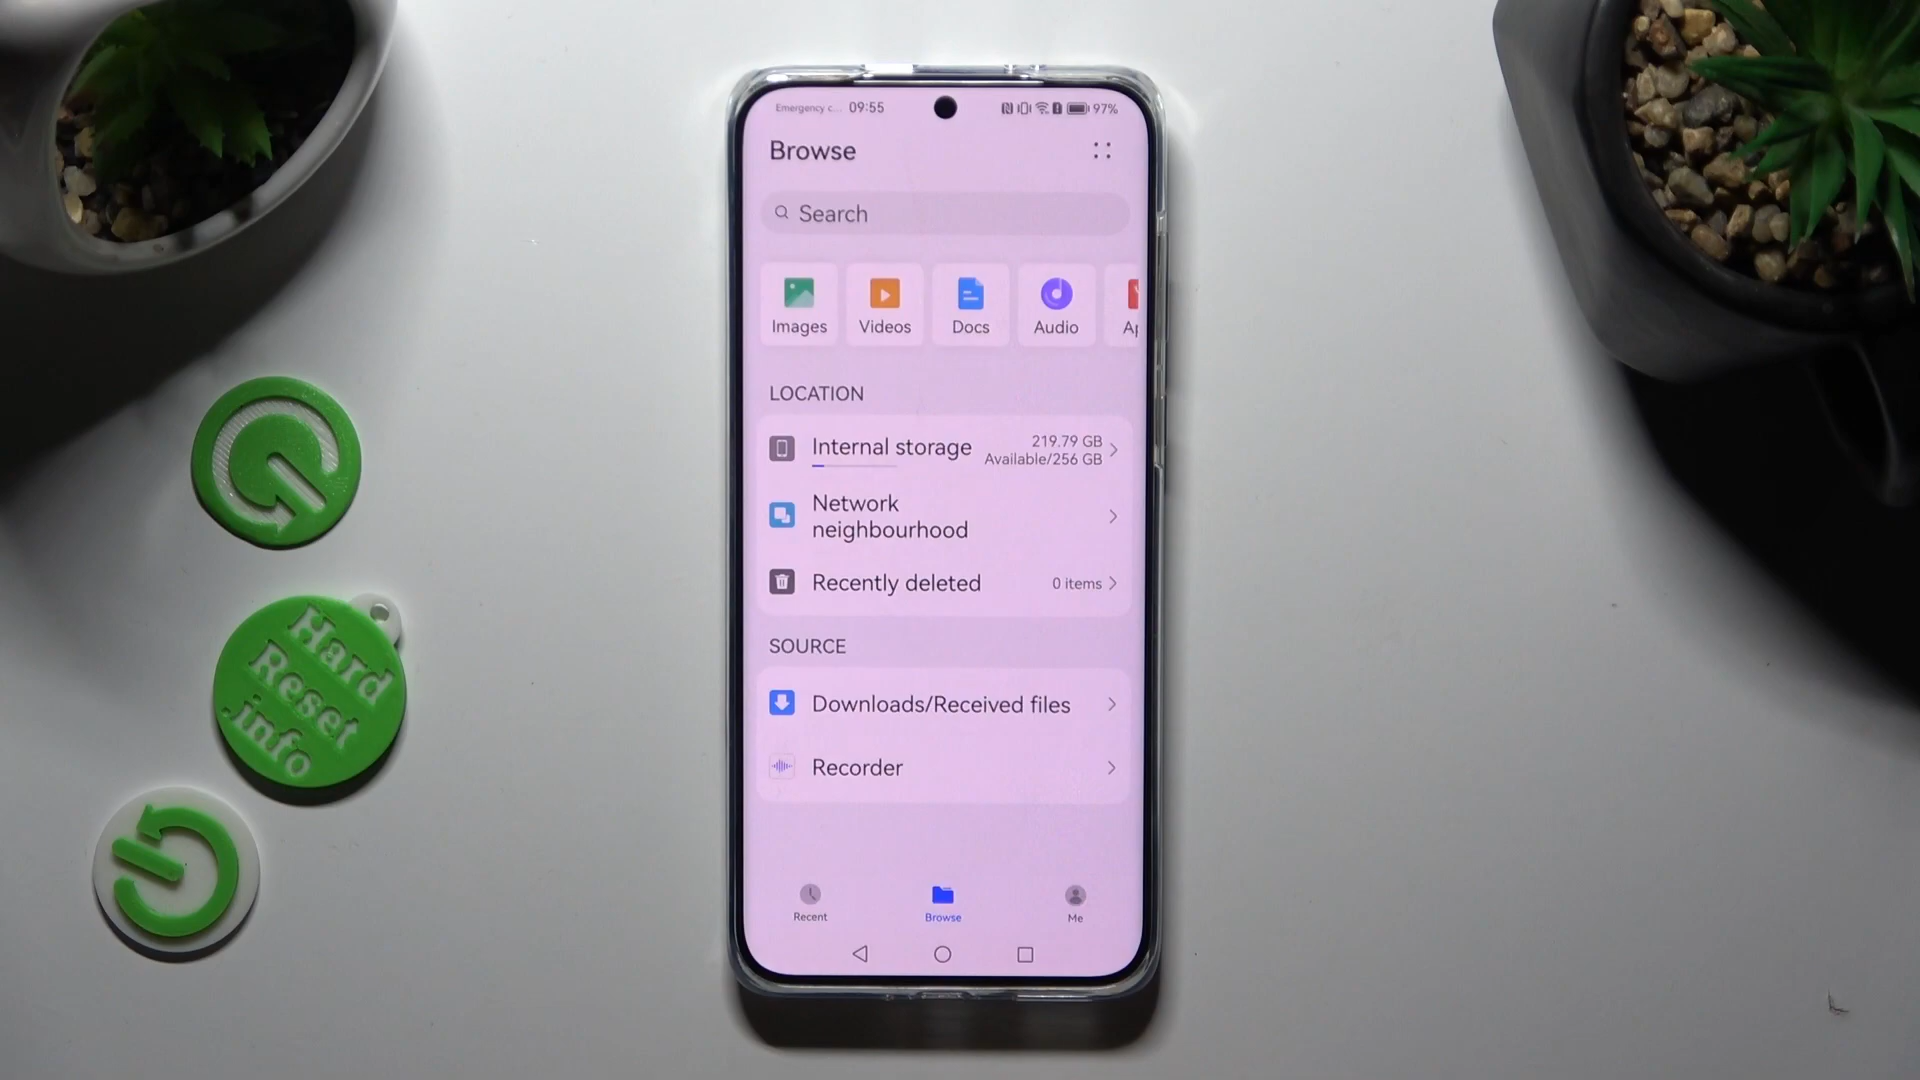 Emergency c... 09:55 97%
Browse
Search
Images Videos Docs Audio
LOCATION
Internal storage 219.79 GB
Available/256 GB
Network
neighbourhood
Recently deleted 0 items
SOURCE
Downloads/Received files
Recorder
Recent Browse Me
Hard
Reset
.info